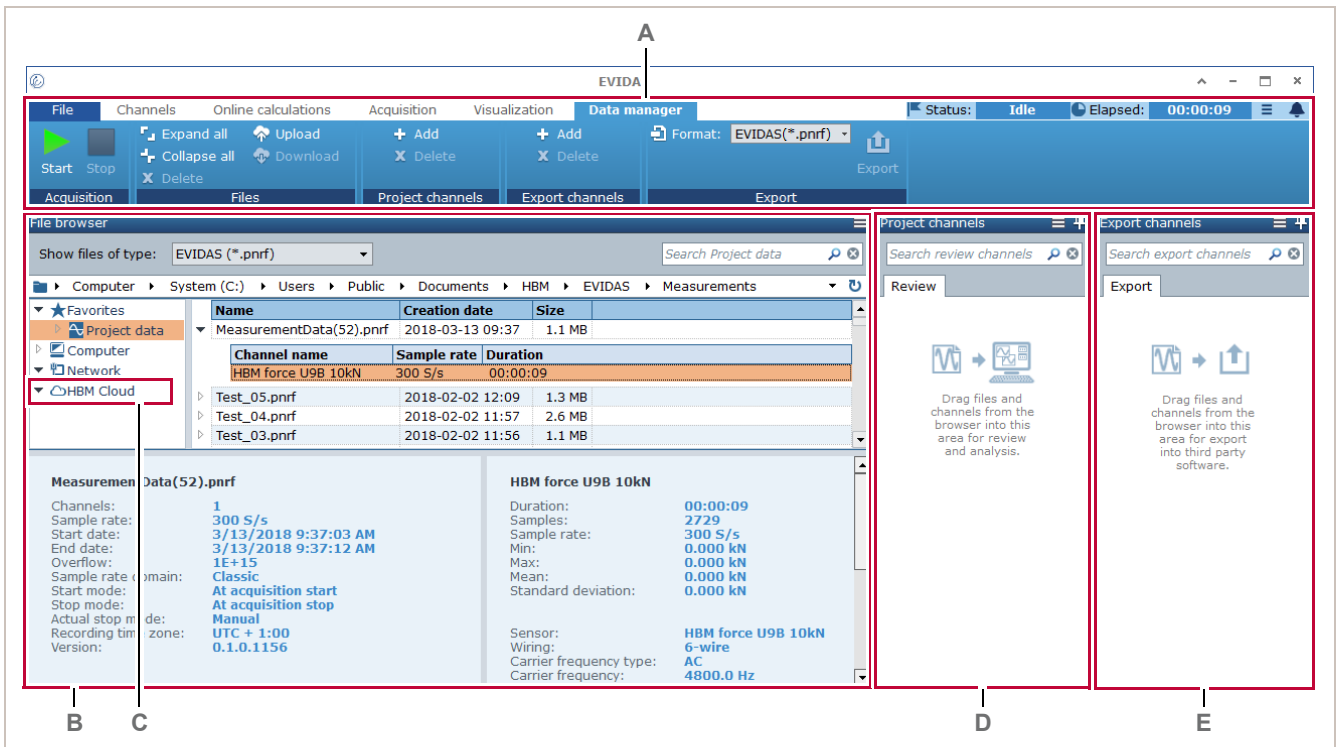 A
EVIDA
File Channels Online calculations Acquisition Visualization Data manager Status: Idle Elapsed: 00:00:09
Expand all Upload Add Add Format: EVIDAS(*.pnrf)
Collapse all Download X Delete X Delete
Start Stop X Delete Export
Acquisition Files Project channels Export channels Export
File browser Project channels Export channels
Show files of type: EVIDAS (*.pnrf) Search Project data Search review channels Search export channels
Computer System (C:) Users Public Documents HBM EVIDAS Measurements Review Export
Favorites Name Creation date Size
Project data MeasurementData(52).pnrf 2018-03-13 09:37 1.1 MB
Computer Channel name Sample rate Duration
Network HBM force U9B 10kN 300 S/s 00:00:09
HBM Cloud Test_05.pnrf 2018-02-02 12:09 1.3 MB
Test_04.pnrf 2018-02-02 11:57 2.6 MB
Test_03.pnrf 2018-02-02 11:56 1.1 MB
Drag files and
channels from the
browser into this
area for review
and analysis.
Drag files and
channels from the
browser into this
area for export
into third party
software.
MeasuremenData(52).pnrf
Channels: 1
Sample rate: 300 S/s
Start date: 3/13/2018 9:37:03 AM
End date: 3/13/2018 9:37:12 AM
Overflow: 1E+15
Sample rate domain: Classic
Start mode: At acquisition start
Stop mode: At acquisition stop
Actual stop mode: Manual
Recording time zone: UTC + 1:00
Version: 0.1.0.1156
HBM force U9B 10kN
Duration: 00:00:09
Samples: 2729
Sample rate: 300 S/s
Min: 0.000 kN
Max: 0.000 kN
Mean: 0.000 kN
Standard deviation: 0.000 kN
Sensor: HBM force U9B 10kN
Wiring: 6-wire
Carrier frequency type: AC
Carrier frequency: 4800.0 Hz
B C D E